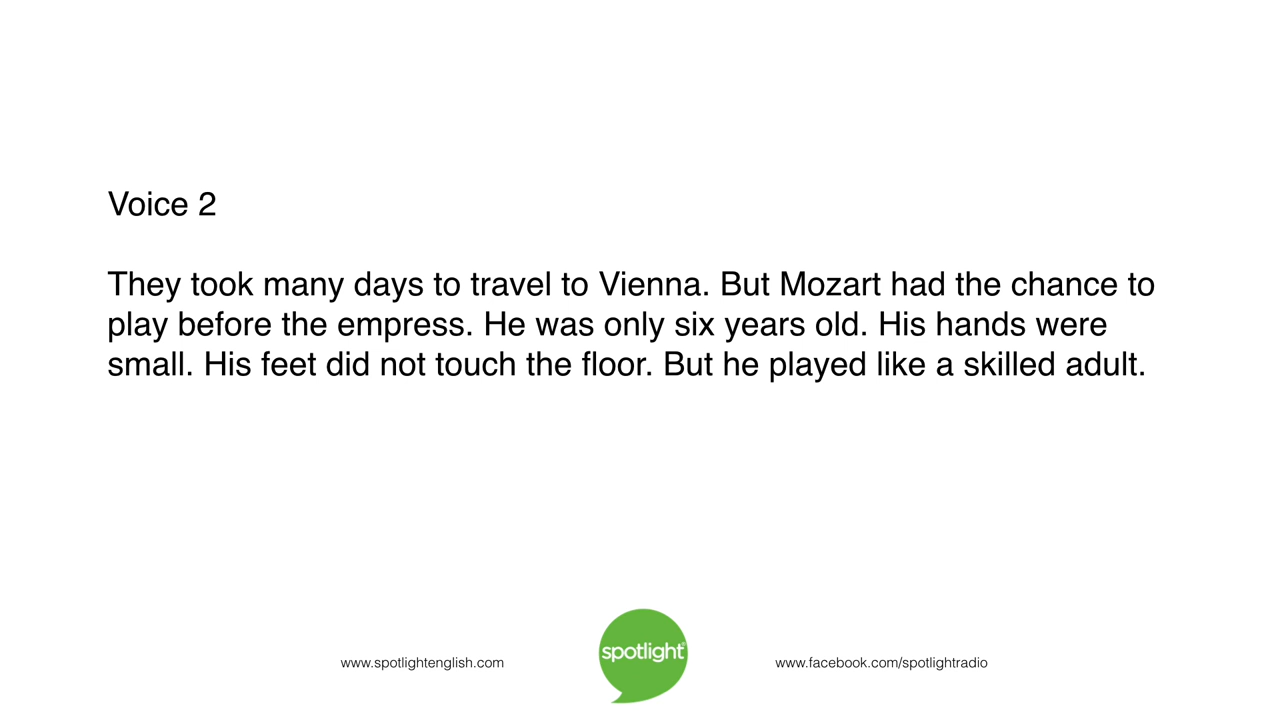 Voice 2
They took many days to travel to Vienna. But Mozart had the chance to
play before the empress. He was only six years old. His hands were
small. His feet did not touch the floor. But he played like a skilled adult.
www.spotlightenglish.com
spotlight®
www.facebook.com/spotlightradio